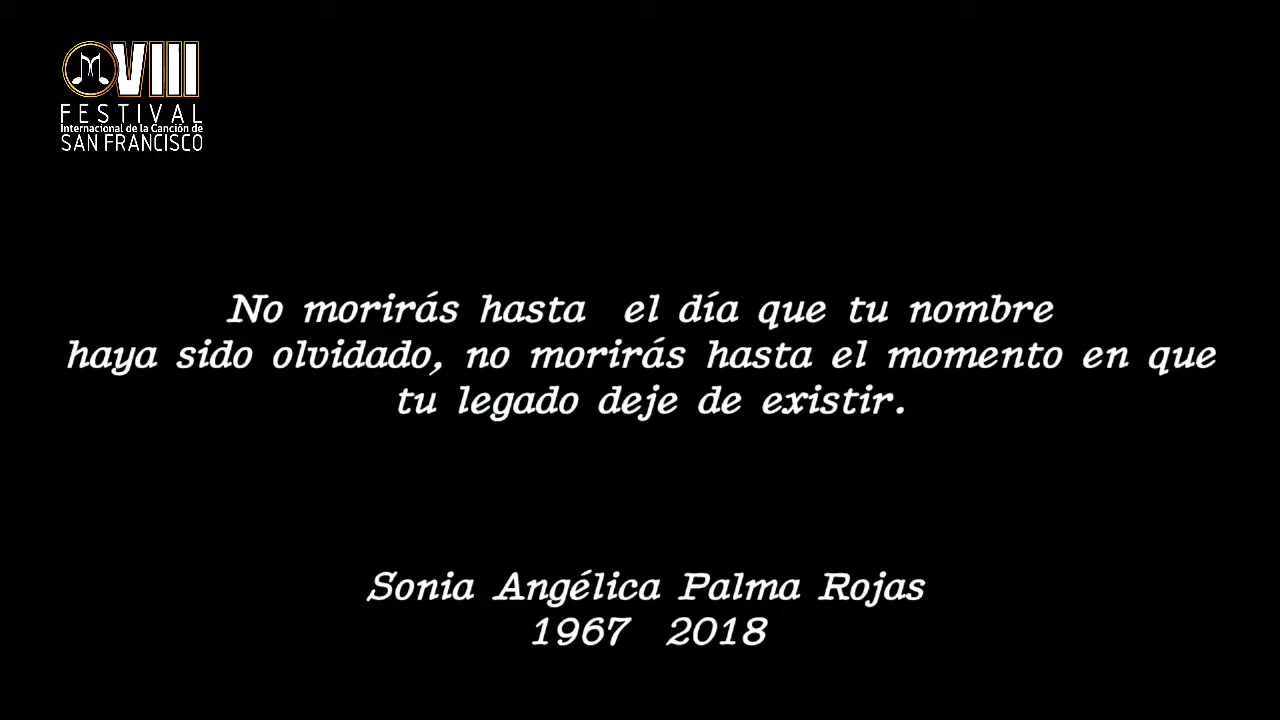 VIII
FESTIVAL
Internacional de la Canción de
SAN FRANCISCO
No morirás hasta el día que tu nombre
haya sido olvidado, no morirás hasta el momento en que
tu legado deje de existir.
Sonia Angélica Palma Rojas
1967 2018